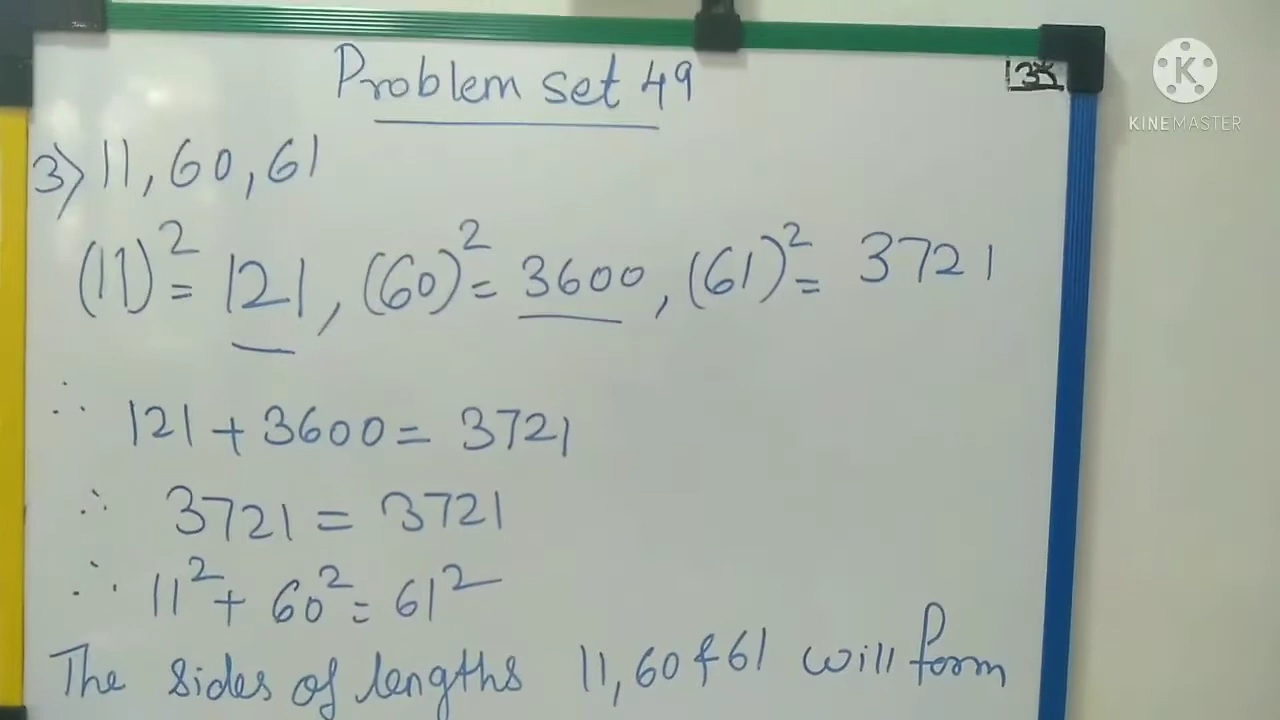 Problem set 49
KINEMASTER
3) 11, 60, 61
(11)² = 121, (60)² = 3600, (61)² = 3721
∴ 121 + 3600 = 3721
∴ 3721 = 3721
∴ 11² + 60² = 61²
The sides of lengths 11, 60 & 61 will form